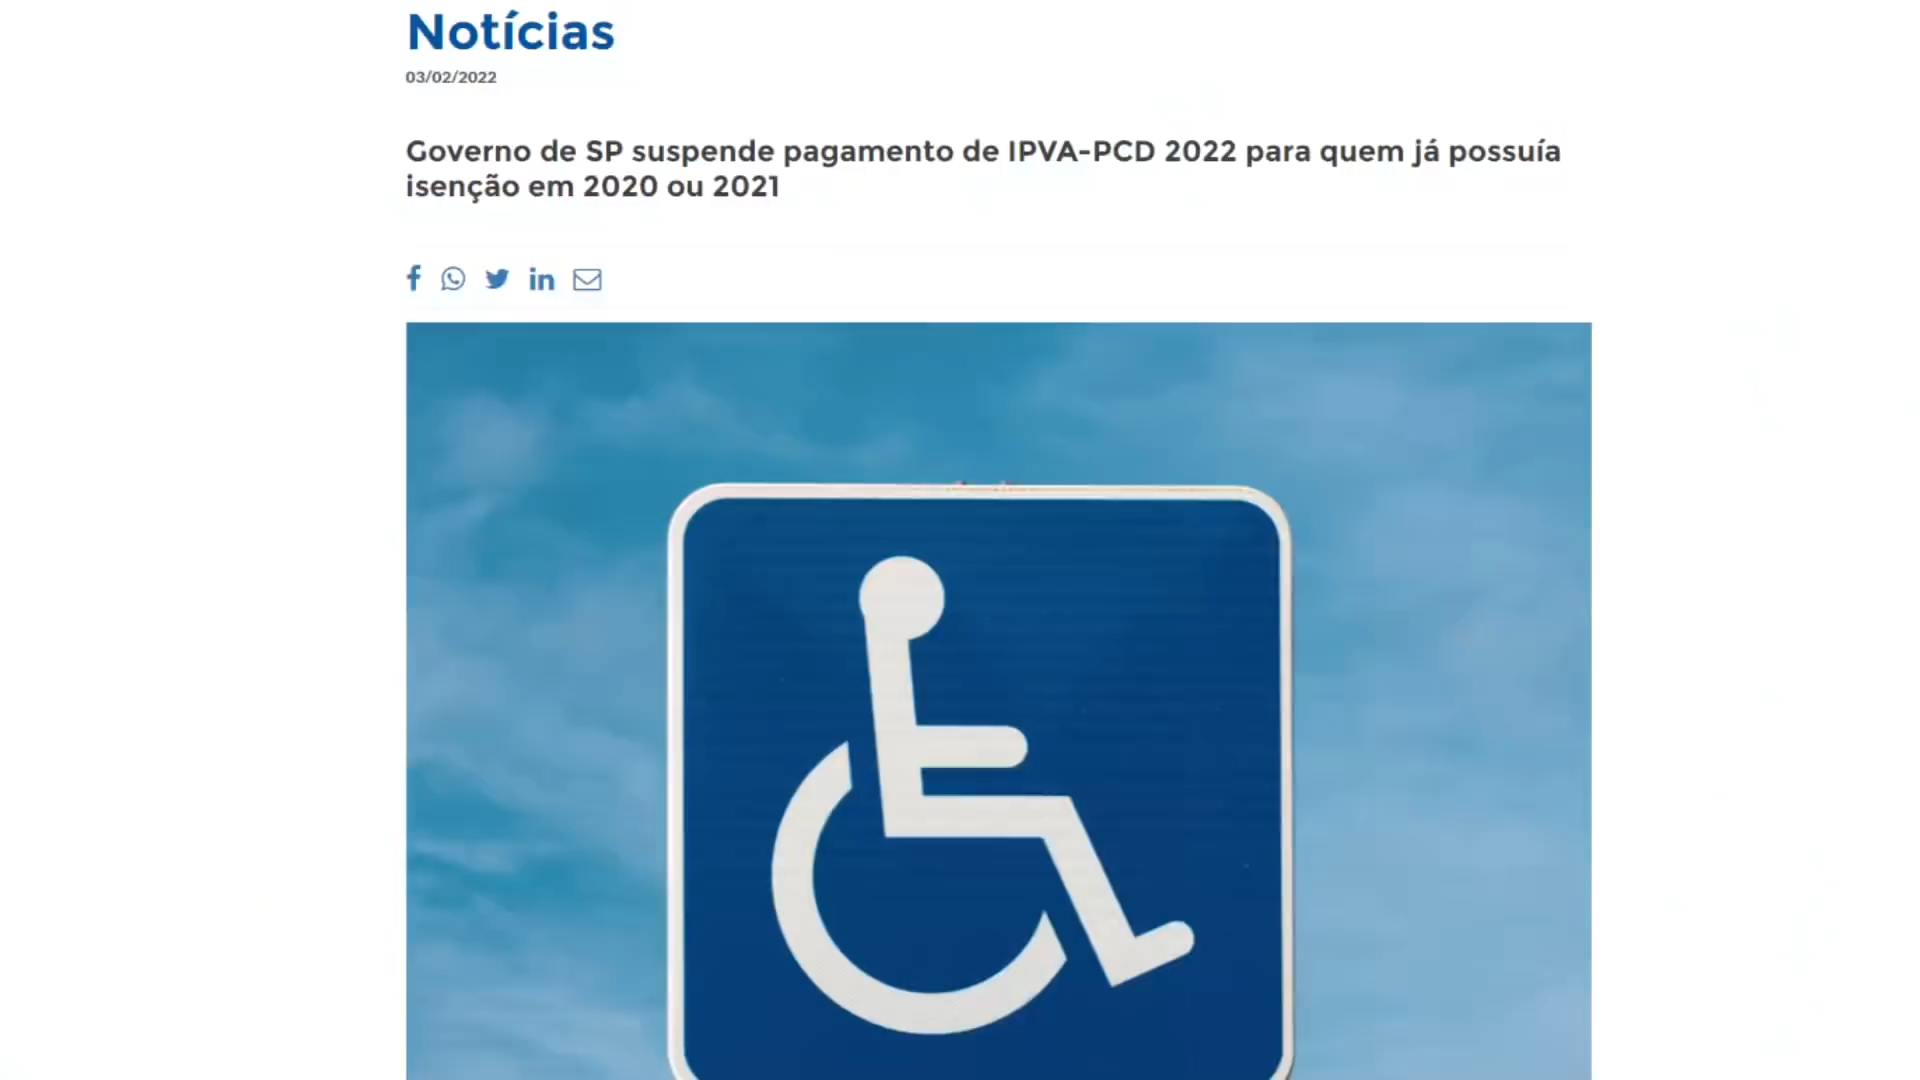 Notícias
03/02/2022
Governo de SP suspende pagamento de IPVA-PCD 2022 para quem já possuía
isenção em 2020 ou 2021